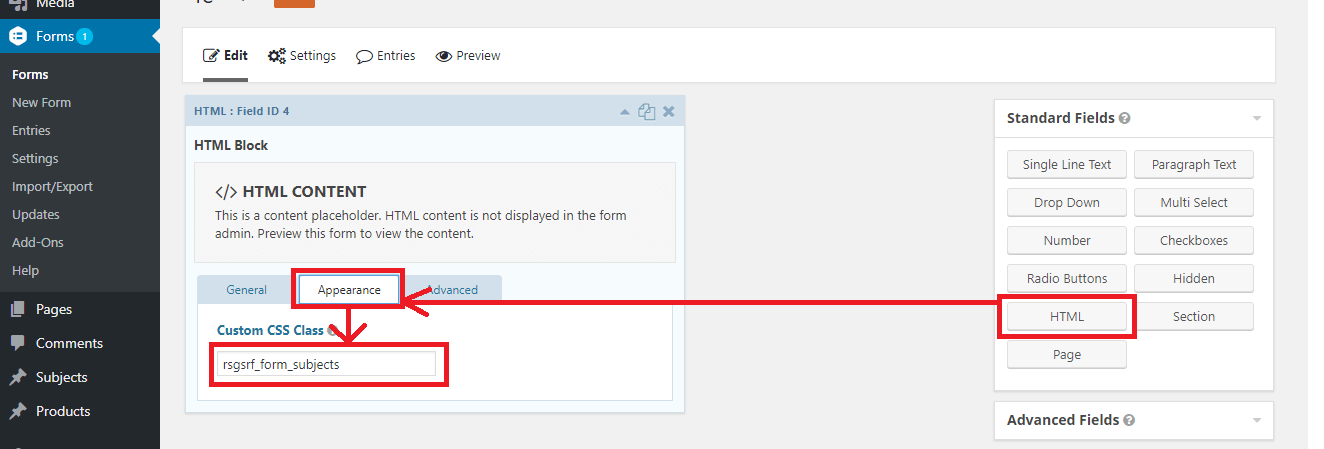 Media
Forms 1
Forms
New Form
Entries
Settings
Import/Export
Updates
Add-Ons
Help
Pages
Comments
Subjects
Products
Edit Settings Entries Preview
HTML : Field ID 4
HTML Block
</> HTML CONTENT
This is a content placeholder. HTML content is not displayed in the form
admin. Preview this form to view the content.
General Appearance Advanced
Custom CSS Class
rsgsrf_form_subjects
Standard Fields ?
Single Line Text Paragraph Text
Drop Down Multi Select
Number Checkboxes
Radio Buttons Hidden
HTML Section
Page
Advanced Fields ?